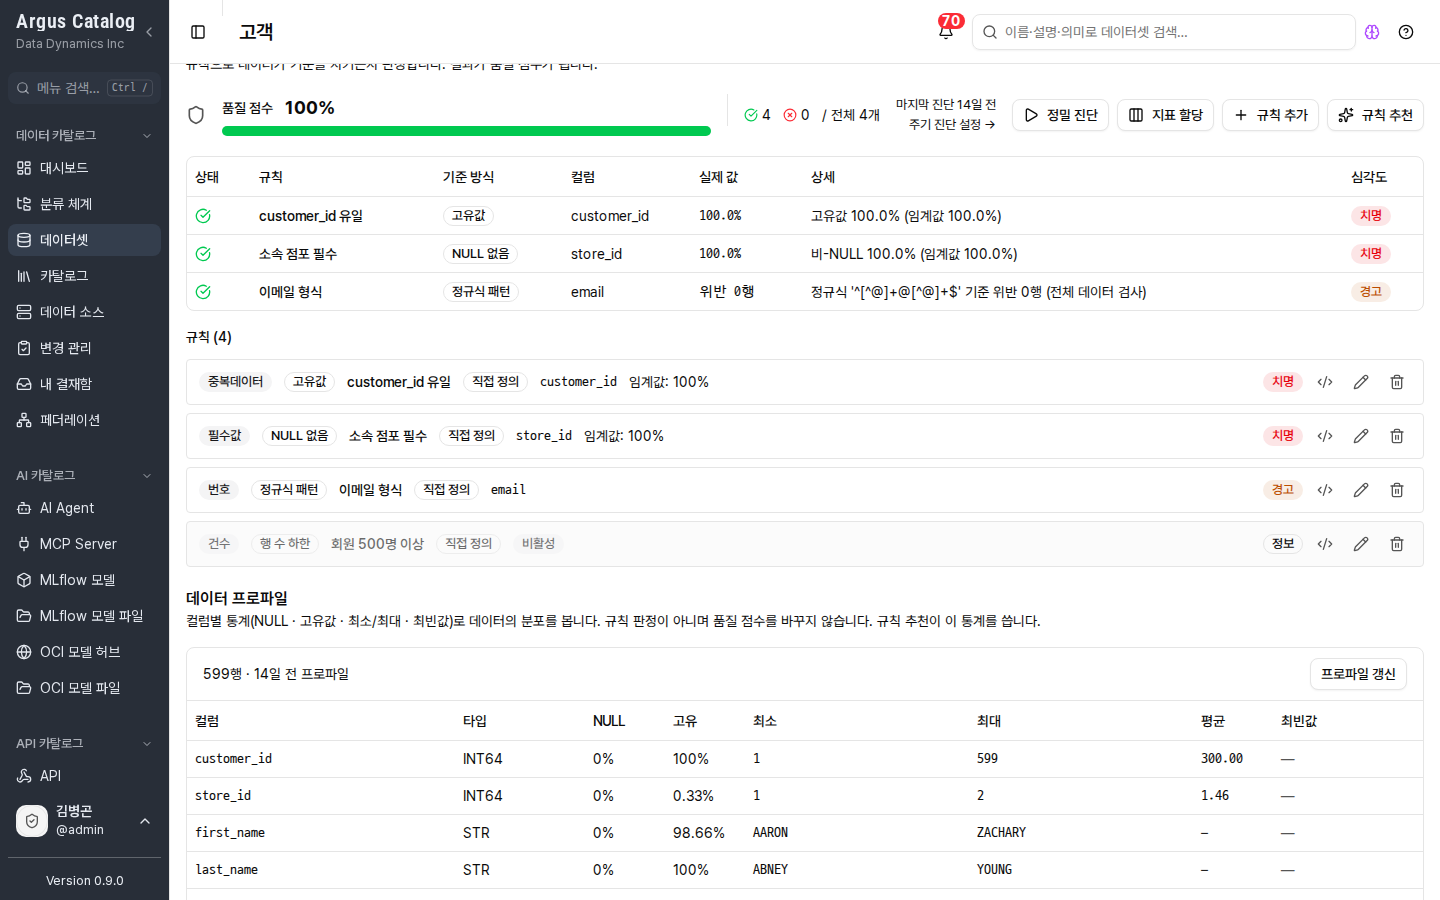 Argus Catalog
Data Dynamics Inc
메뉴 검색... Ctrl /
데이터 카탈로그
대시보드
분류 체계
데이터셋
카탈로그
데이터 소스
변경 관리
내 결재함
페더레이션
AI 카탈로그
AI Agent
MCP Server
MLflow 모델
MLflow 모델 파일
OCI 모델 허브
OCI 모델 파일
API 카탈로그
API
김병곤
@admin
Version 0.9.0
고객
70
이름·설명·의미로 데이터셋 검색...
품질 점수 100%
4 0 / 전체 4개
마지막 진단 14일 전
주기 진단 설정 →
정밀 진단
지표 할당
규칙 추가
규칙 추천
상태 규칙 기준 방식 컬럼 실제 값 상세 심각도
customer_id 유일 고유값 customer_id 100.0% 고유값 100.0% (임계값 100.0%) 치명
소속 점포 필수 NULL 없음 store_id 100.0% 비-NULL 100.0% (임계값 100.0%) 치명
이메일 형식 정규식 패턴 email 위반 0행 정규식 '^[^@]+@[^@]+$' 기준 위반 0행 (전체 데이터 검사) 경고
규칙 (4)
중복데이터 고유값 customer_id 유일 직접 정의 customer_id 임계값: 100% 치명
필수값 NULL 없음 소속 점포 필수 직접 정의 store_id 임계값: 100% 치명
번호 정규식 패턴 이메일 형식 직접 정의 email 경고
건수 행 수 하한 회원 500명 이상 직접 정의 비활성 정보
데이터 프로파일
컬럼별 통계(NULL · 고유값 · 최소/최대 · 최빈값)로 데이터의 분포를 봅니다. 규칙 판정이 아니며 품질 점수를 바꾸지 않습니다. 규칙 추천이 이 통계를 씁니다.
599행 · 14일 전 프로파일 프로파일 갱신
컬럼 타입 NULL 고유 최소 최대 평균 최빈값
customer_id INT64 0% 100% 1 599 300.00 —
store_id INT64 0% 0.33% 1 2 1.46 —
first_name STR 0% 98.66% AARON ZACHARY – —
last_name STR 0% 100% ABNEY YOUNG – —